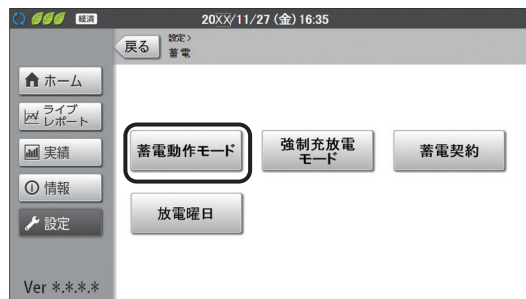 経済
20XX/11/27 (金) 16:35
戻る
設定>
蓄電
ホーム
ライブ
レポート
実績
情報
設定
Ver *.*.*.*
蓄電動作モード
強制充放電
モード
蓄電契約
放電曜日